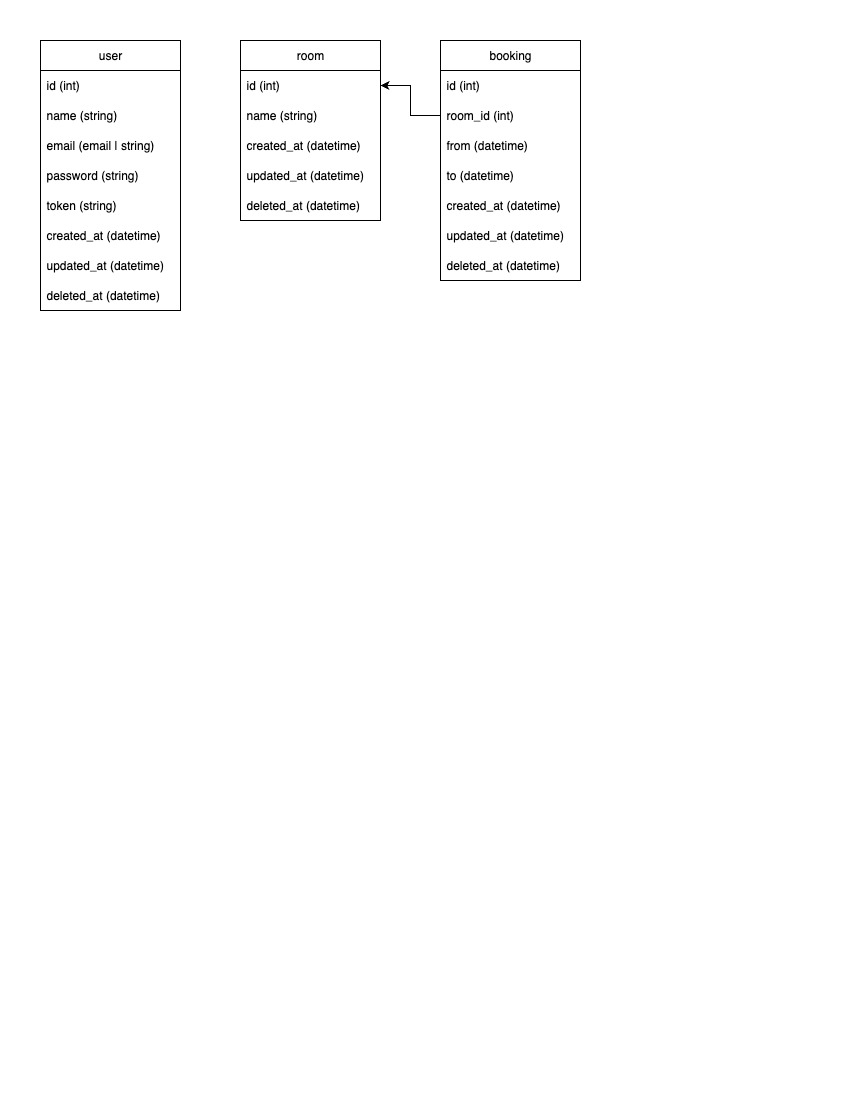 user
id (int)
name (string)
email (email | string)
password (string)
token (string)
created_at (datetime)
updated_at (datetime)
deleted_at (datetime)
room
id (int)
name (string)
created_at (datetime)
updated_at (datetime)
deleted_at (datetime)
booking
id (int)
room_id (int)
from (datetime)
to (datetime)
created_at (datetime)
updated_at (datetime)
deleted_at (datetime)